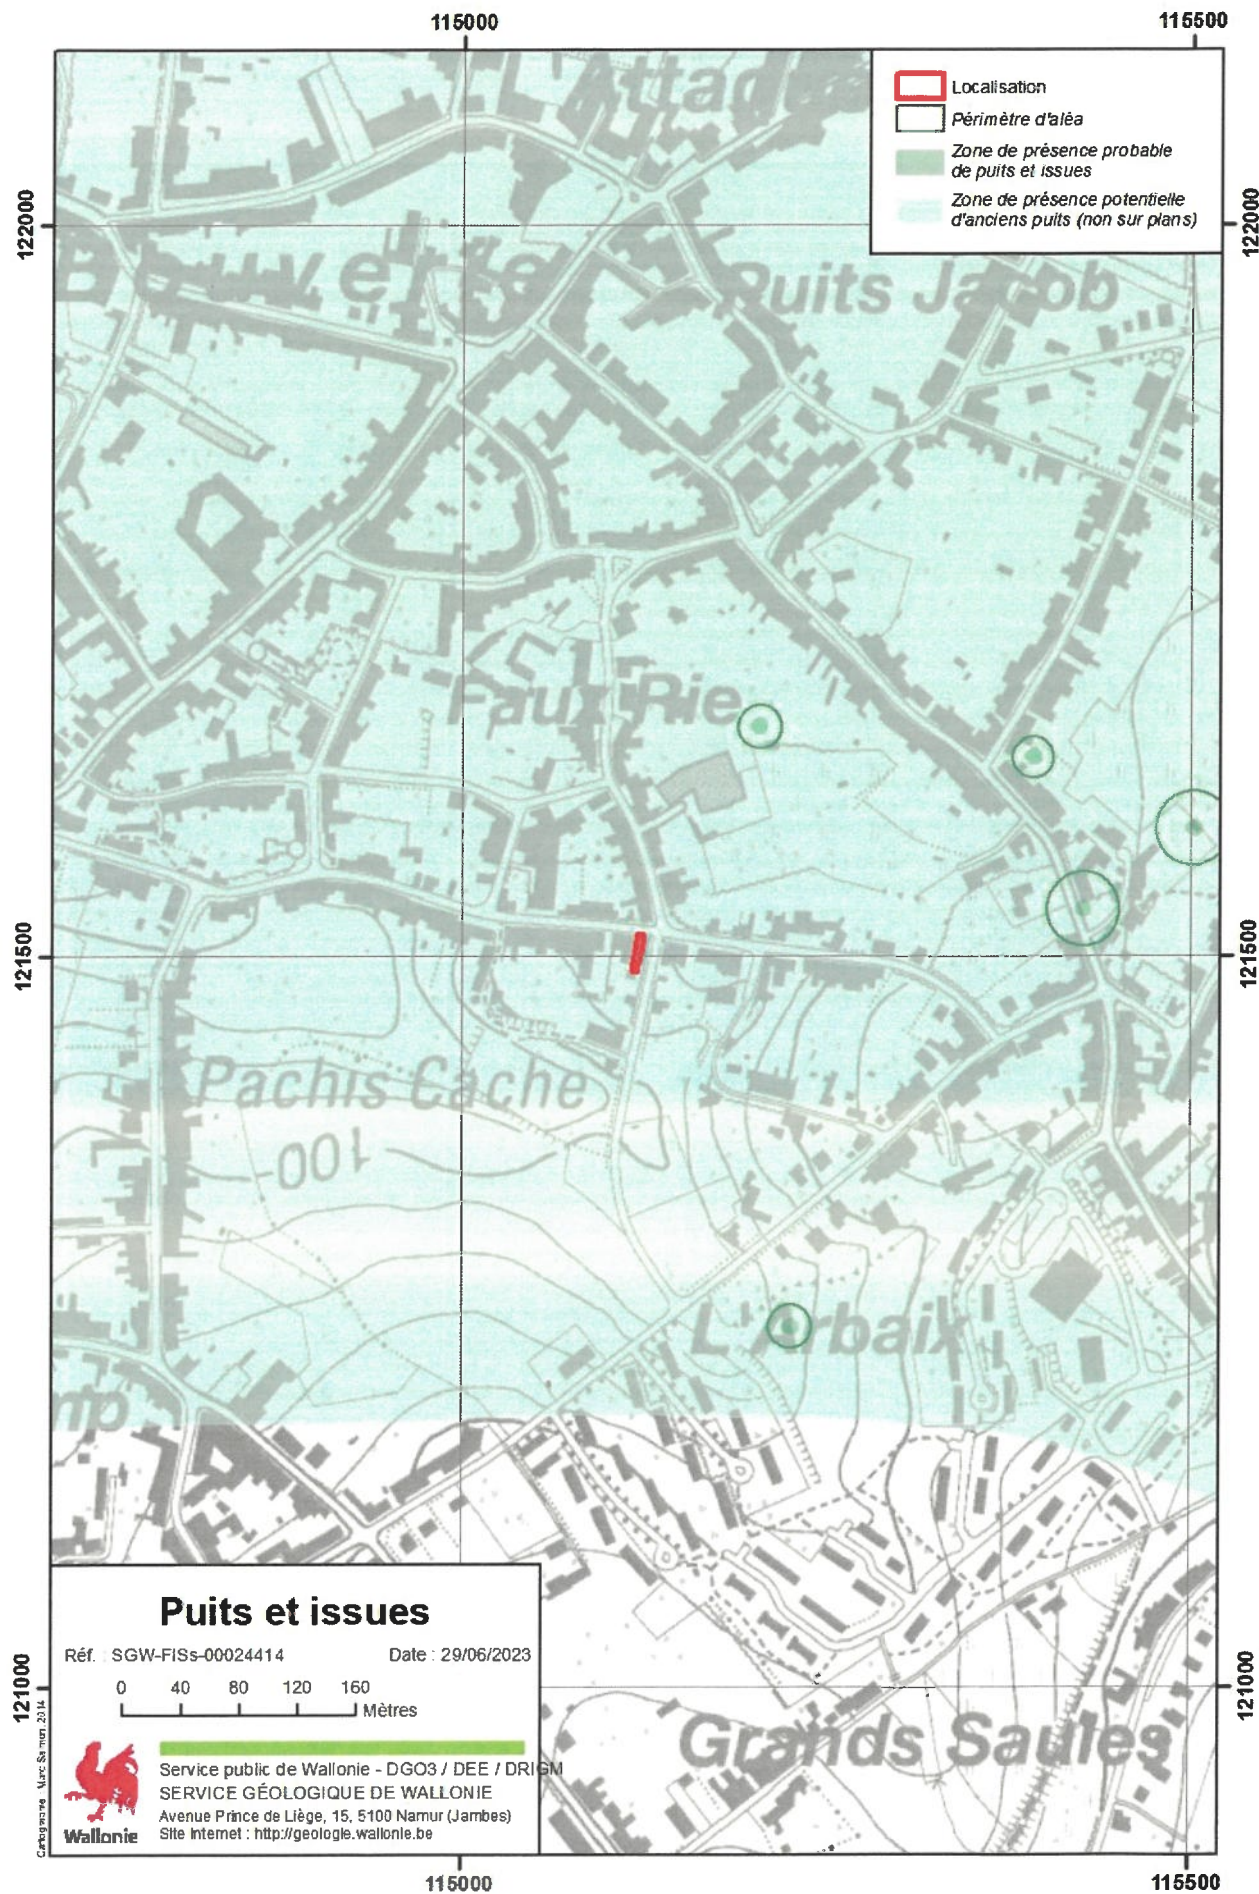 115000
115500
Localisation
Périmètre d'aléa
Zone de présence probable
de puits et issues
Zone de présence potentielle
d'anciens puits (non sur plans)
122000
122000
Puits Jacob
Faux Rie
121500
121500
Pachis Cache
100
L'Arbaix
Puits et issues
Réf. : SGW-FISs-00024414
Date : 29/06/2023
0 40 80 120 160
Mètres
121000
121000
Service public de Wallonie - DGO3 / DEE / DRIGM
SERVICE GÉOLOGIQUE DE WALLONIE
Avenue Prince de Liège, 15, 5100 Namur (Jambes)
Site Internet : http://geologie.wallonie.be
Wallonie
Grands Saules
115000
115500